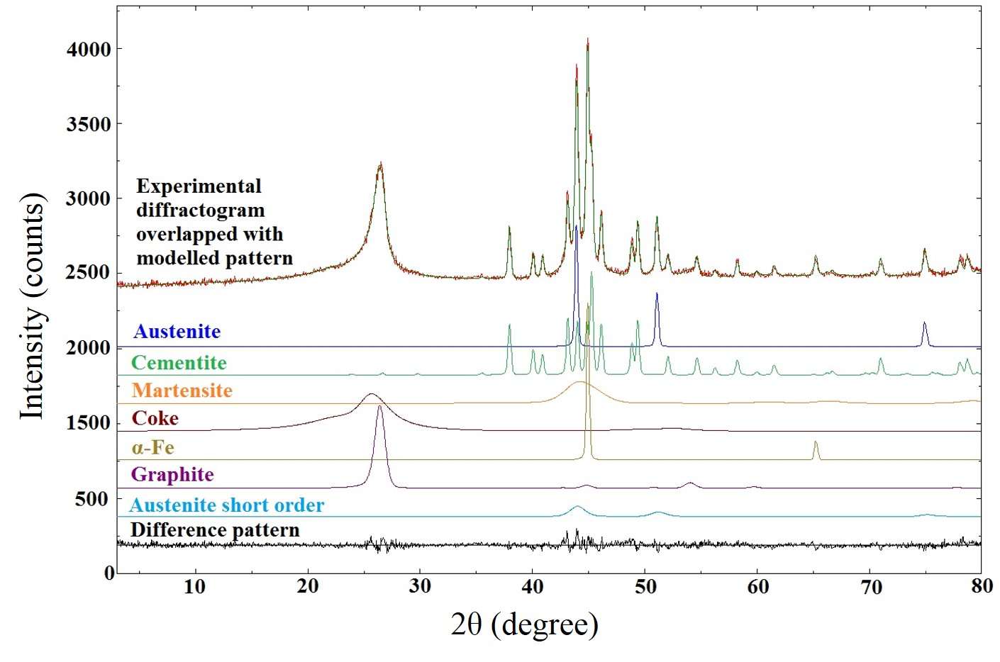 4000
3500
3000
2500
2000
1500
500
0
Intensity (counts)
Experimental
diffractogram
overlapped with
modelled pattern
Austenite
Cementite
Martensite
Coke
α-Fe
Graphite
Austenite short order
Difference pattern
10 20 30 40 50 60 70 80
2θ (degree)